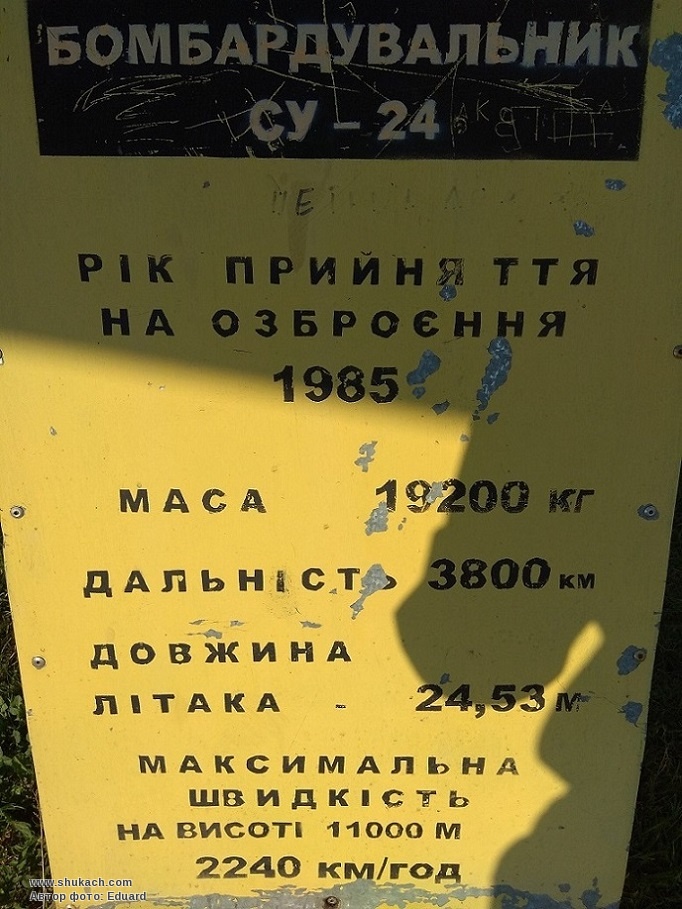 БОМБАРДУВАЛЬНИК
СУ – 24
РІК ПРИЙНЯТТЯ
НА ОЗБРОЄННЯ
1985
МАСА 19200 КГ
ДАЛЬНІСТЬ 3800 КМ
ДОВЖИНА
ЛІТАКА - 24,53 М
МАКСИМАЛЬНА
ШВИДКІСТЬ
НА ВИСОТІ 11000 М
2240 КМ/ГОД
www.shukach.com
Автор фото: Eduard